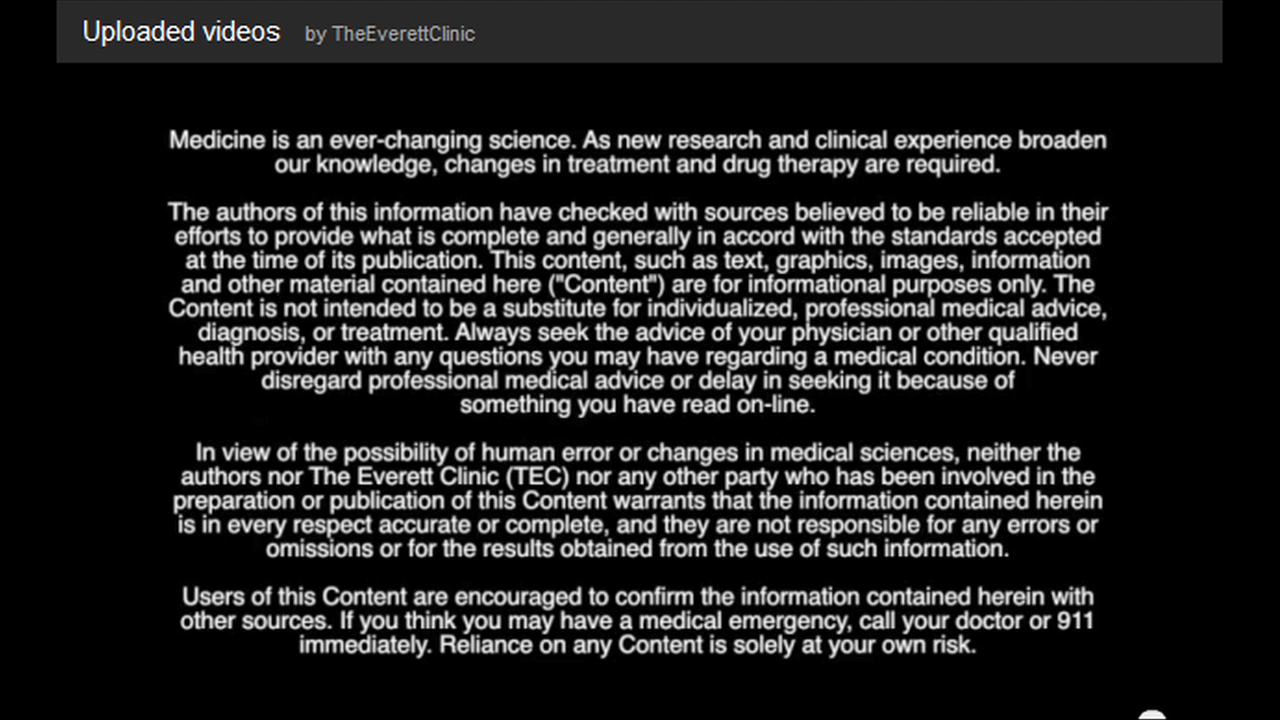 Uploaded videos by TheEverettClinic
Medicine is an ever-changing science. As new research and clinical experience broaden
our knowledge, changes in treatment and drug therapy are required.
The authors of this information have checked with sources believed to be reliable in their
efforts to provide what is complete and generally in accord with the standards accepted
at the time of its publication. This content, such as text, graphics, images, information
and other material contained here ("Content") are for informational purposes only. The
Content is not intended to be a substitute for individualized, professional medical advice,
diagnosis, or treatment. Always seek the advice of your physician or other qualified
health provider with any questions you may have regarding a medical condition. Never
disregard professional medical advice or delay in seeking it because of
something you have read on-line.
In view of the possibility of human error or changes in medical sciences, neither the
authors nor The Everett Clinic (TEC) nor any other party who has been involved in the
preparation or publication of this Content warrants that the information contained herein
is in every respect accurate or complete, and they are not responsible for any errors or
omissions or for the results obtained from the use of such information.
Users of this Content are encouraged to confirm the information contained herein with
other sources. If you think you may have a medical emergency, call your doctor or 911
immediately. Reliance on any Content is solely at your own risk.